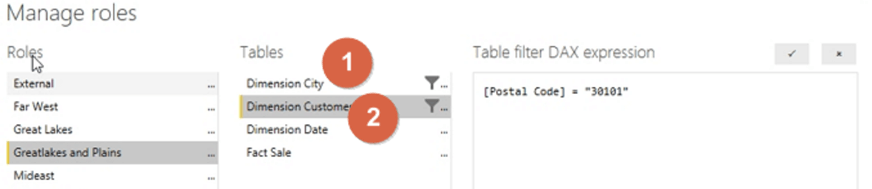 Manage roles
Roles
Tables
Table filter DAX expression
External ...
Far West ...
Great Lakes ...
Greatlakes and Plains ...
Mideast ...
1
Dimension City ...
Dimension Custome ...
2
Dimension Date ...
Fact Sale ...
[Postal Code] = "30101"